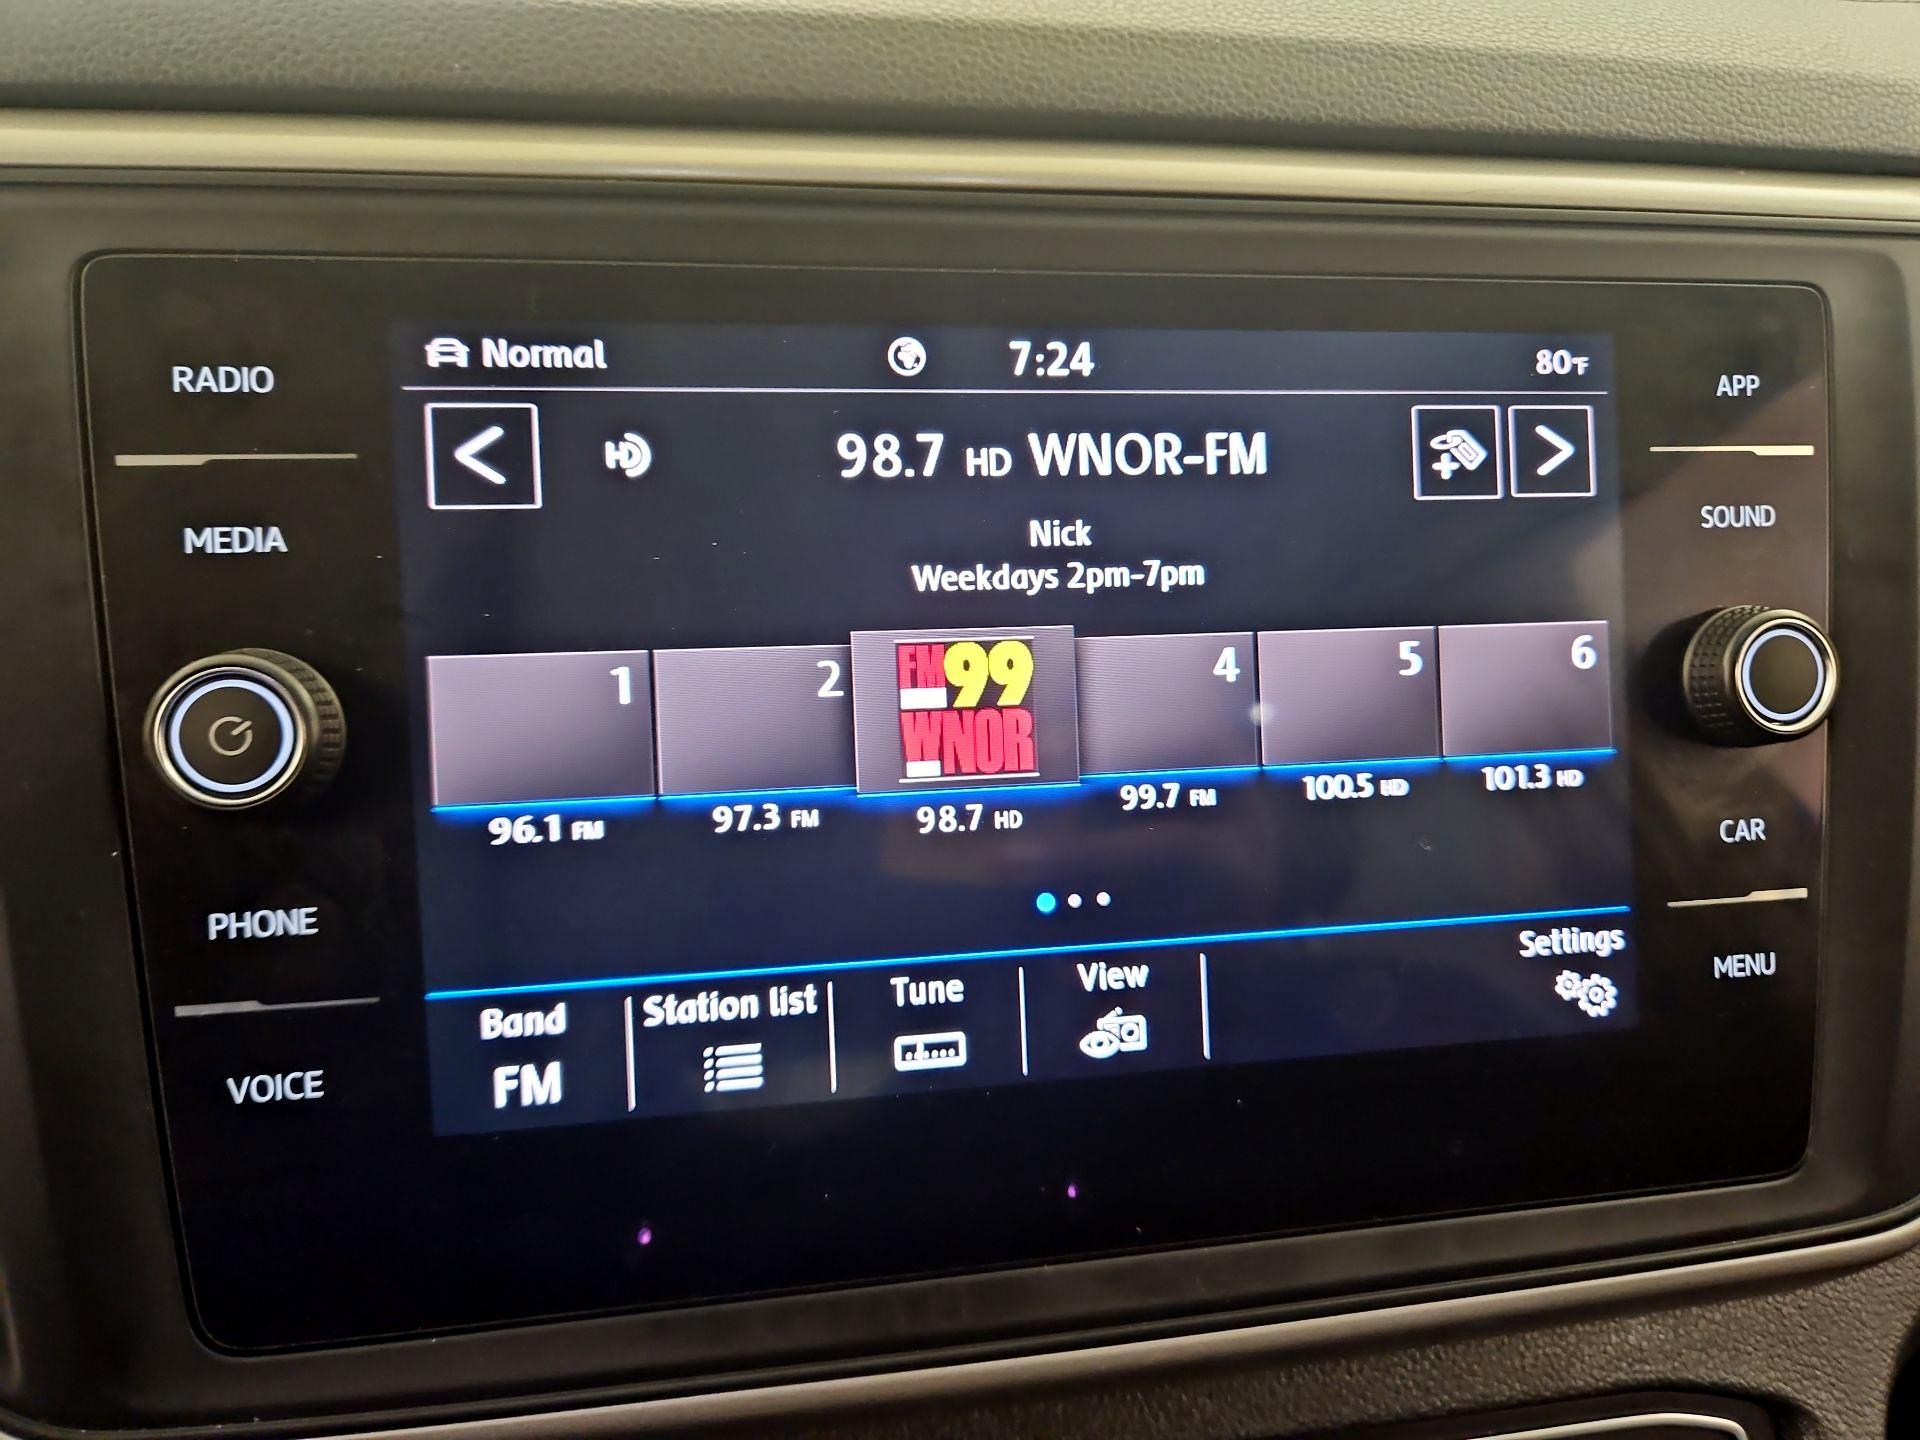 RADIO
MEDIA
PHONE
VOICE
Normal
7:24
80°F
HD
98.7 HD WNOR-FM
Nick
Weekdays 2pm-7pm
1
2
FM99
WNOR
4
5
6
96.1 FM
97.3 FM
98.7 HD
99.7 FM
100.5 HD
101.3 HD
Band
FM
Station list
Tune
View
Settings
APP
SOUND
CAR
MENU